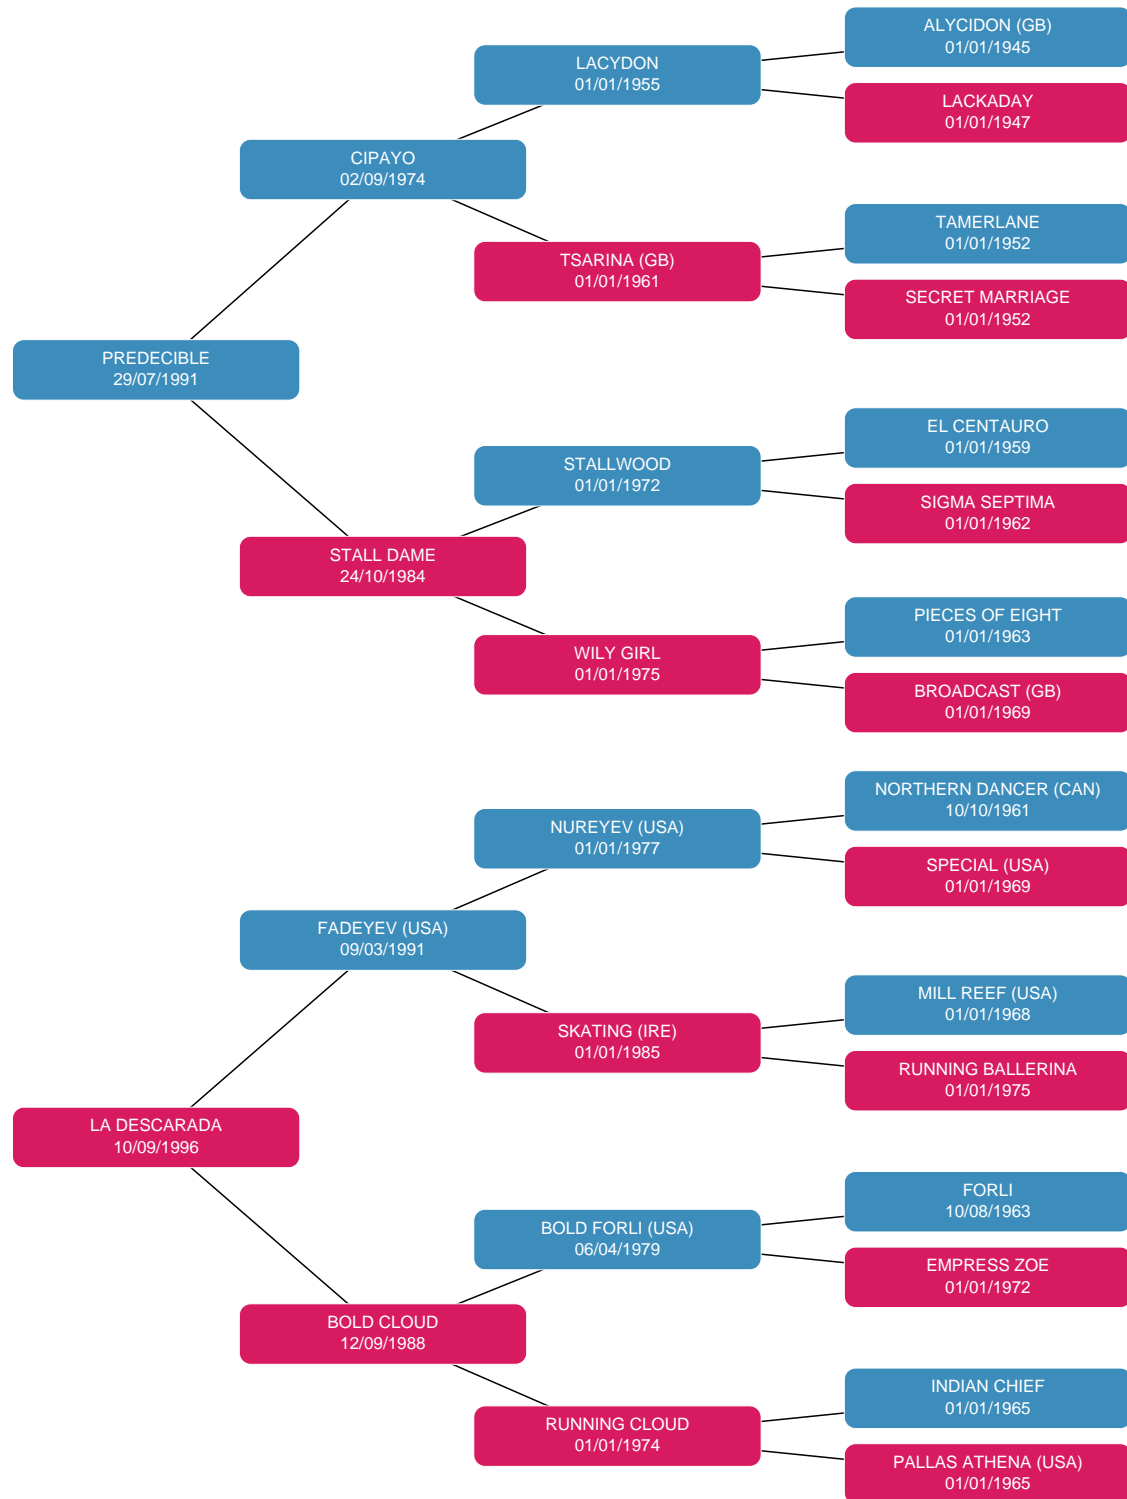 ALYCIDON (GB)
01/01/1945
LACYDON
01/01/1955
LACKADAY
01/01/1947
CIPAYO
02/09/1974
TAMERLANE
01/01/1952
TSARINA (GB)
01/01/1961
SECRET MARRIAGE
01/01/1952
PREDECIBLE
29/07/1991
EL CENTAURO
01/01/1959
STALLWOOD
01/01/1972
SIGMA SEPTIMA
01/01/1962
STALL DAME
24/10/1984
PIECES OF EIGHT
01/01/1963
WILY GIRL
01/01/1975
BROADCAST (GB)
01/01/1969
NORTHERN DANCER (CAN)
10/10/1961
NUREYEV (USA)
01/01/1977
SPECIAL (USA)
01/01/1969
FADEYEV (USA)
09/03/1991
MILL REEF (USA)
01/01/1968
SKATING (IRE)
01/01/1985
RUNNING BALLERINA
01/01/1975
LA DESCARADA
10/09/1996
FORLI
10/08/1963
BOLD FORLI (USA)
06/04/1979
EMPRESS ZOE
01/01/1972
BOLD CLOUD
12/09/1988
INDIAN CHIEF
01/01/1965
RUNNING CLOUD
01/01/1974
PALLAS ATHENA (USA)
01/01/1965